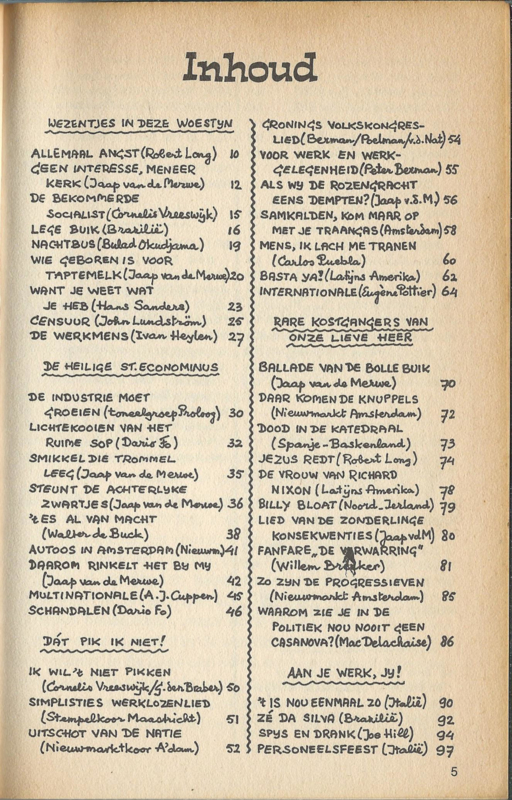 Inhoud
WEZENTJES IN DEZE WOESTYN
ALLEMAAL ANGST (Robert Long) 10
GEEN INTERESSE, MENEER
KERK (Jaap van de Merwe) 12
DE BEKOMMERDE
SOCIALIST (Cornelis Vreeswijk) 15
LEGE BUIK (Brazilië) 16
NACHTBUS (Bulad Okudjama) 19
WIE GEBOREN IS VOOR
TAPTEMELK (Jaap van de Merwe) 20
WANT JE WEET WAT
JE HEB (Hans Sanders) 23
CENSUUR (John Lundström) 25
DE WERKMENS (Ivan Heylen) 27
DE HEILIGE ST. ECONOMINUS
DE INDUSTRIE MOET
GROEIEN (toneelgroep Proloog) 30
LICHTEKOOIEN VAN HET
RUIME SOP (Dario Fo) 32
SMIKKEL DIE TROMMEL
LEEG (Jaap van de Merwe) 35
STEUNT DE ACHTERLYKE
ZWARTJES (Jaap van de Merwe) 36
't ES AL VAN MACHT
(Walter de Buck) 38
AUTOOS IN AMSTERDAM (Nieuwm.) 41
DAAROM RINKELT HET BY MY
(Jaap van de Merwe) 42
MULTINATIONALE (A.J. Cuppen) 45
SCHANDALEN (Dario Fo) 46
DÁT PIK IK NIET!
IK WIL 't NIET PIKKEN
(Cornelis Vreeswijk/G. den Braber) 50
SIMPLISTIES WERKLOZENLIED
(Stempelkoor Maastricht) 51
UITSCHOT VAN DE NATIE
(Nieuwmarktkoor A'dam) 52
GRONINGS VOLKSKONGRES-
LIED (Bexman/Poelman/v.d. Nat) 54
VOOR WERK EN WERK-
GELEGENHEID (Peter Bexman) 55
ALS WY DE ROZENGRACHT
EENS DEMPTEN? (Jaap v.d. M.) 56
SAMKALDEN, KOM MAAR OP
MET JE TRAANGAS (Amsterdam) 58
MENS, IK LACH ME TRANEN
(Carlos Puebla) 60
BASTA YA! (Latijns Amerika) 62
INTERNATIONALE (Eugène Pottier) 64
RARE KOSTGANGERS VAN
ONZE LIEVE HEER
BALLADE VAN DE BOLLE BUIK
(Jaap van de Merwe) 70
DAAR KOMEN DE KNUPPELS
(Nieuwmarkt Amsterdam) 72
DOOD IN DE KATEDRAAL
(Spanje-Baskenland) 73
JEZUS REDT (Robert Long) 74
DE VROUW VAN RICHARD
NIXON (Latijns Amerika) 78
BILLY BLOAT (Noord_Ierland) 79
LIED VAN DE ZONDERLINGE
KONSEKWENTIES (Jaap vdM) 80
FANFARE „DE VERWARRING"
(Willem Breuker) 81
ZO ZYN DE PROGRESSIEVEN
(Nieuwmarkt Amsterdam) 85
WAAROM ZIE JE IN DE
POLITIEK NOU NOOIT GEEN
CASANOVA? (Mac Delachaise) 86
AAN JE WERK, JY!
't IS NOU EENMAAL ZO (Italië) 90
ZÉ DA SILVA (Brazilië) 92
SPYS EN DRANK (Joe Hill) 94
PERSONEELSFEEST (Italië) 97
5